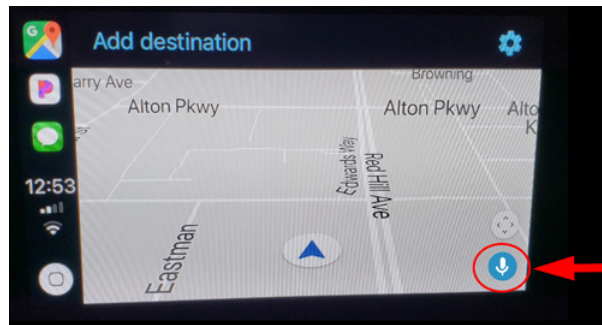 Add destination
arry Ave
Browning
Alton Pkwy
Alton Pkwy
Alto
K
Edwards Way
Red Hill Ave
12:53
Eastman